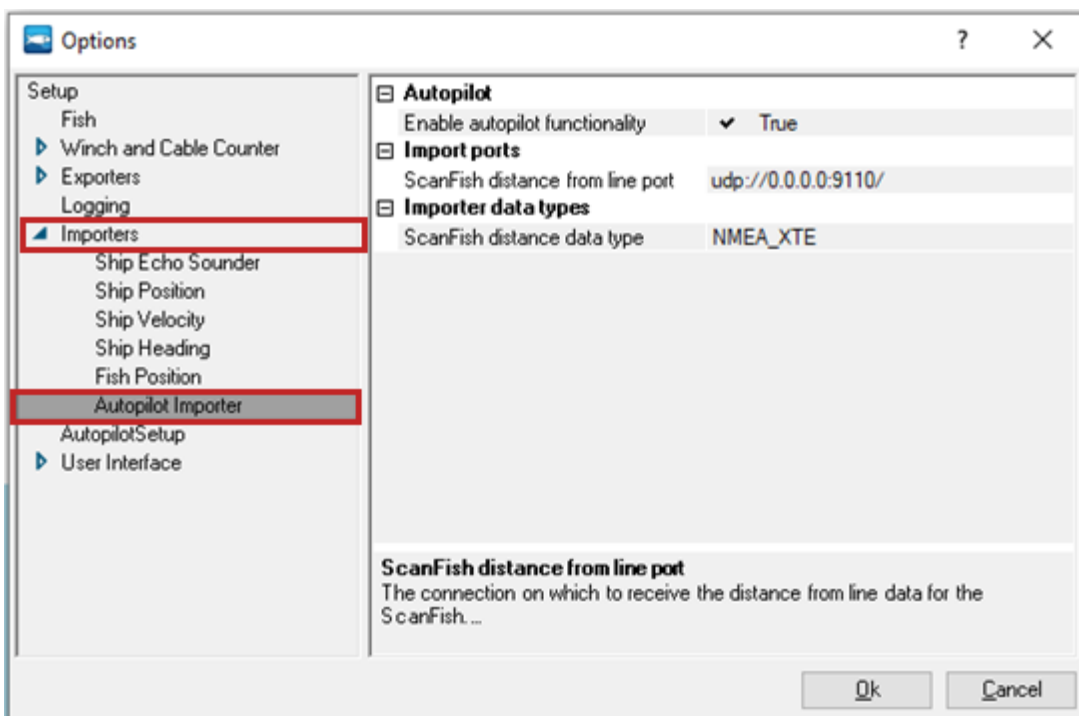 Options
?
Setup
Fish
Winch and Cable Counter
Exporters
Logging
Importers
Ship Echo Sounder
Ship Position
Ship Velocity
Ship Heading
Fish Position
Autopilot Importer
AutopilotSetup
User Interface
Autopilot
Enable autopilot functionality True
Import ports
ScanFish distance from line port udp://0.0.0.0:9110/
Importer data types
ScanFish distance data type NMEA_XTE
ScanFish distance from line port
The connection on which to receive the distance from line data for the
ScanFish. ...
Ok Cancel